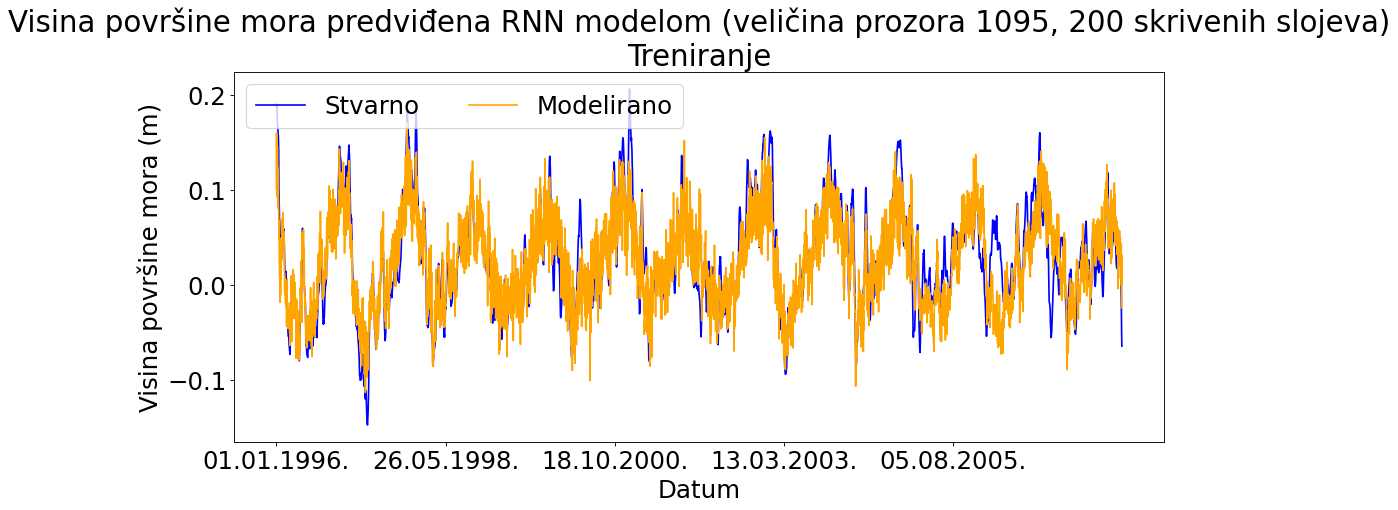 Visina površine mora predviđena RNN modelom (veličina prozora 1095, 200 skrivenih slojeva)
Treniranje
Stvarno Modelirano
Visina površine mora (m)
0.2
0.1
0.0
−0.1
01.01.1996. 26.05.1998. 18.10.2000. 13.03.2003. 05.08.2005.
Datum